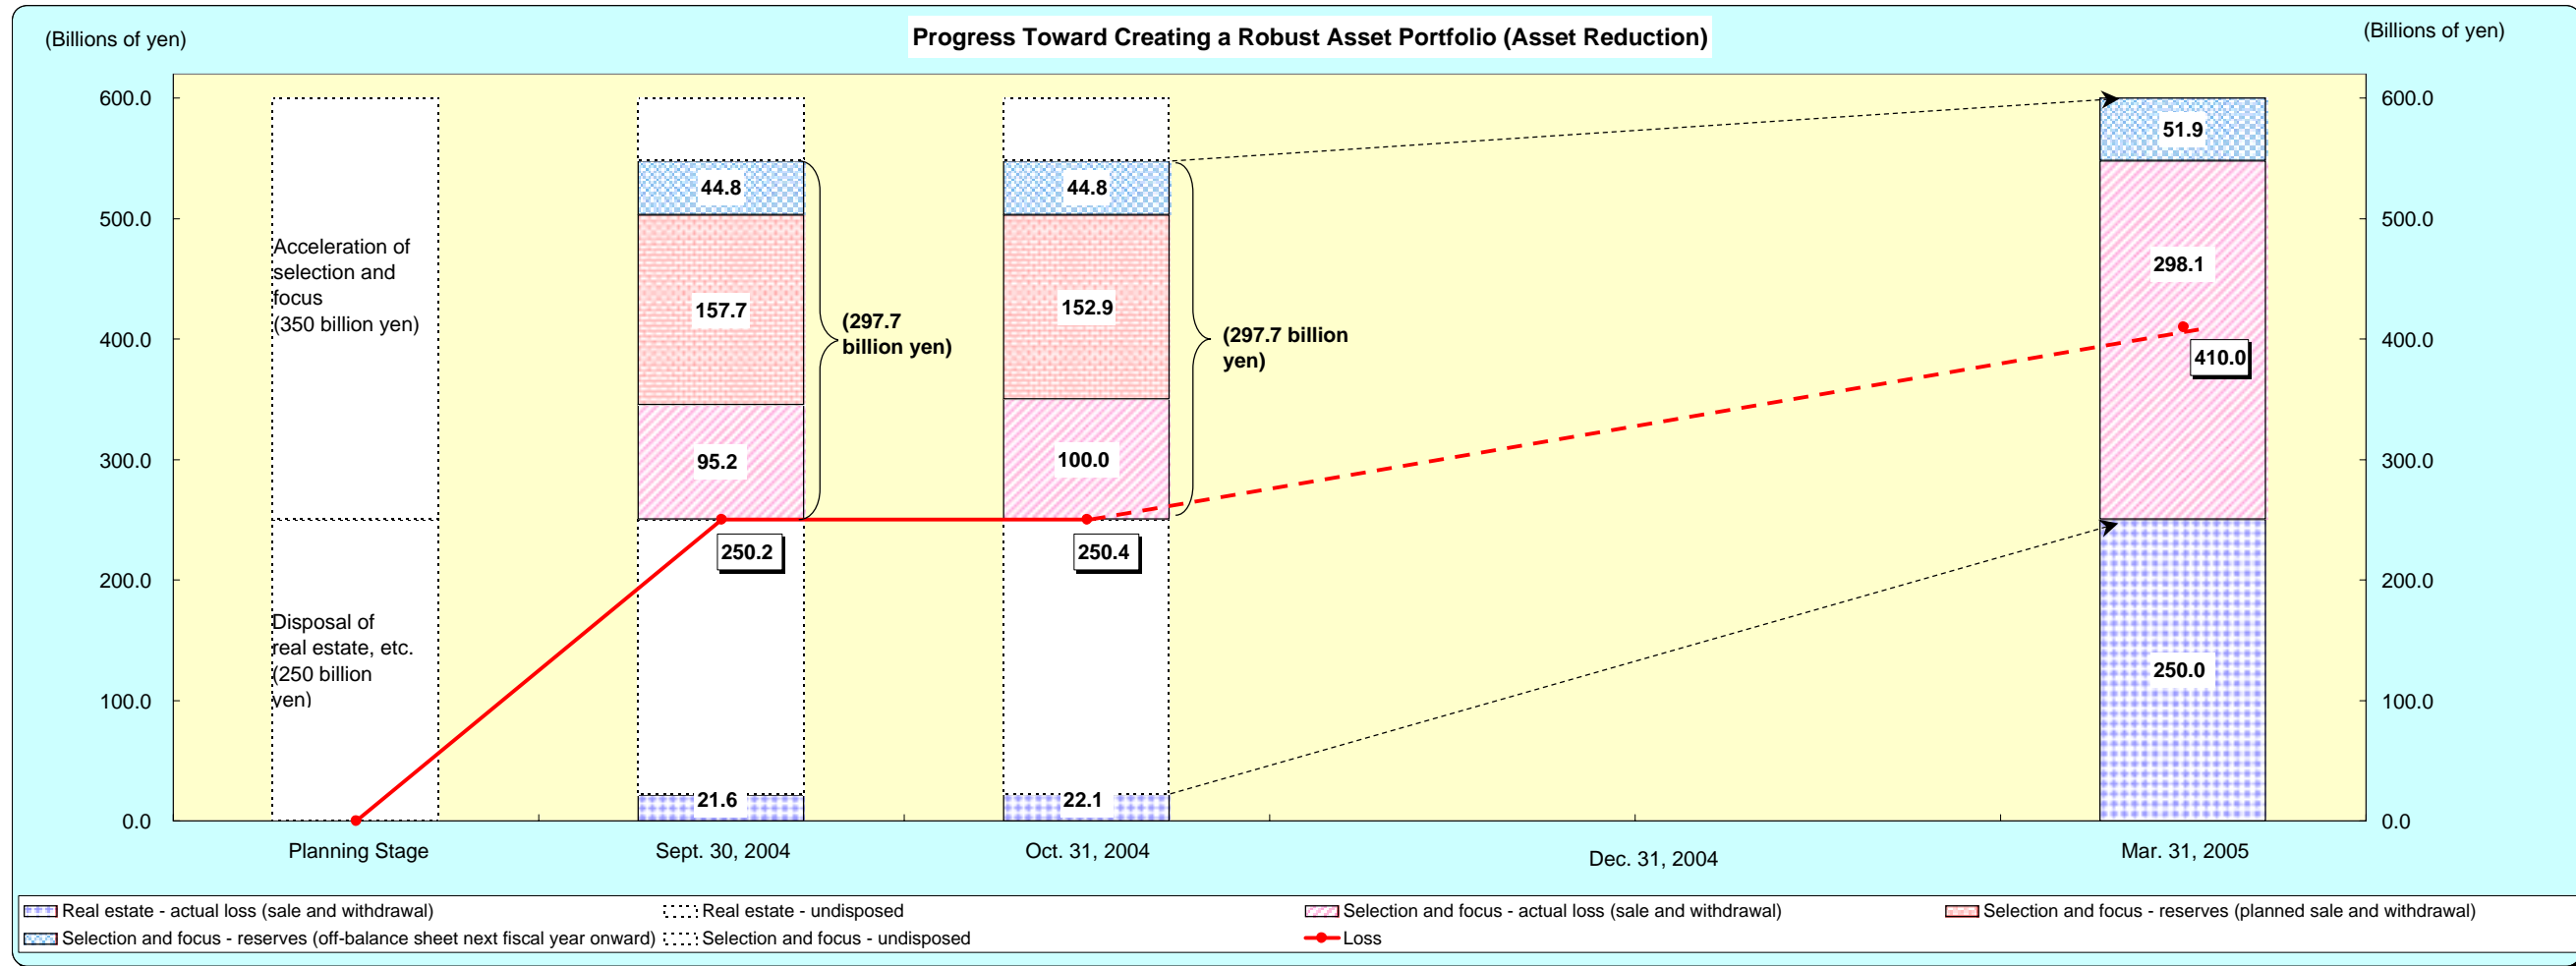 Progress Toward Creating a Robust Asset Portfolio (Asset Reduction)
(Billions of yen)
(Billions of yen)
600.0
500.0
400.0
300.0
200.0
100.0
0.0
600.0
500.0
400.0
300.0
200.0
100.0
0.0
Acceleration of
selection and
focus
(350 billion yen)
Disposal of
real estate, etc.
(250 billion
yen)
44.8
157.7
95.2
250.2
21.6
(297.7
billion yen)
44.8
152.9
100.0
250.4
22.1
(297.7 billion
yen)
51.9
298.1
410.0
250.0
Planning Stage
Sept. 30, 2004
Oct. 31, 2004
Dec. 31, 2004
Mar. 31, 2005
Real estate - actual loss (sale and withdrawal)
Real estate - undisposed
Selection and focus - actual loss (sale and withdrawal)
Selection and focus - reserves (planned sale and withdrawal)
Selection and focus - reserves (off-balance sheet next fiscal year onward)
Selection and focus - undisposed
Loss